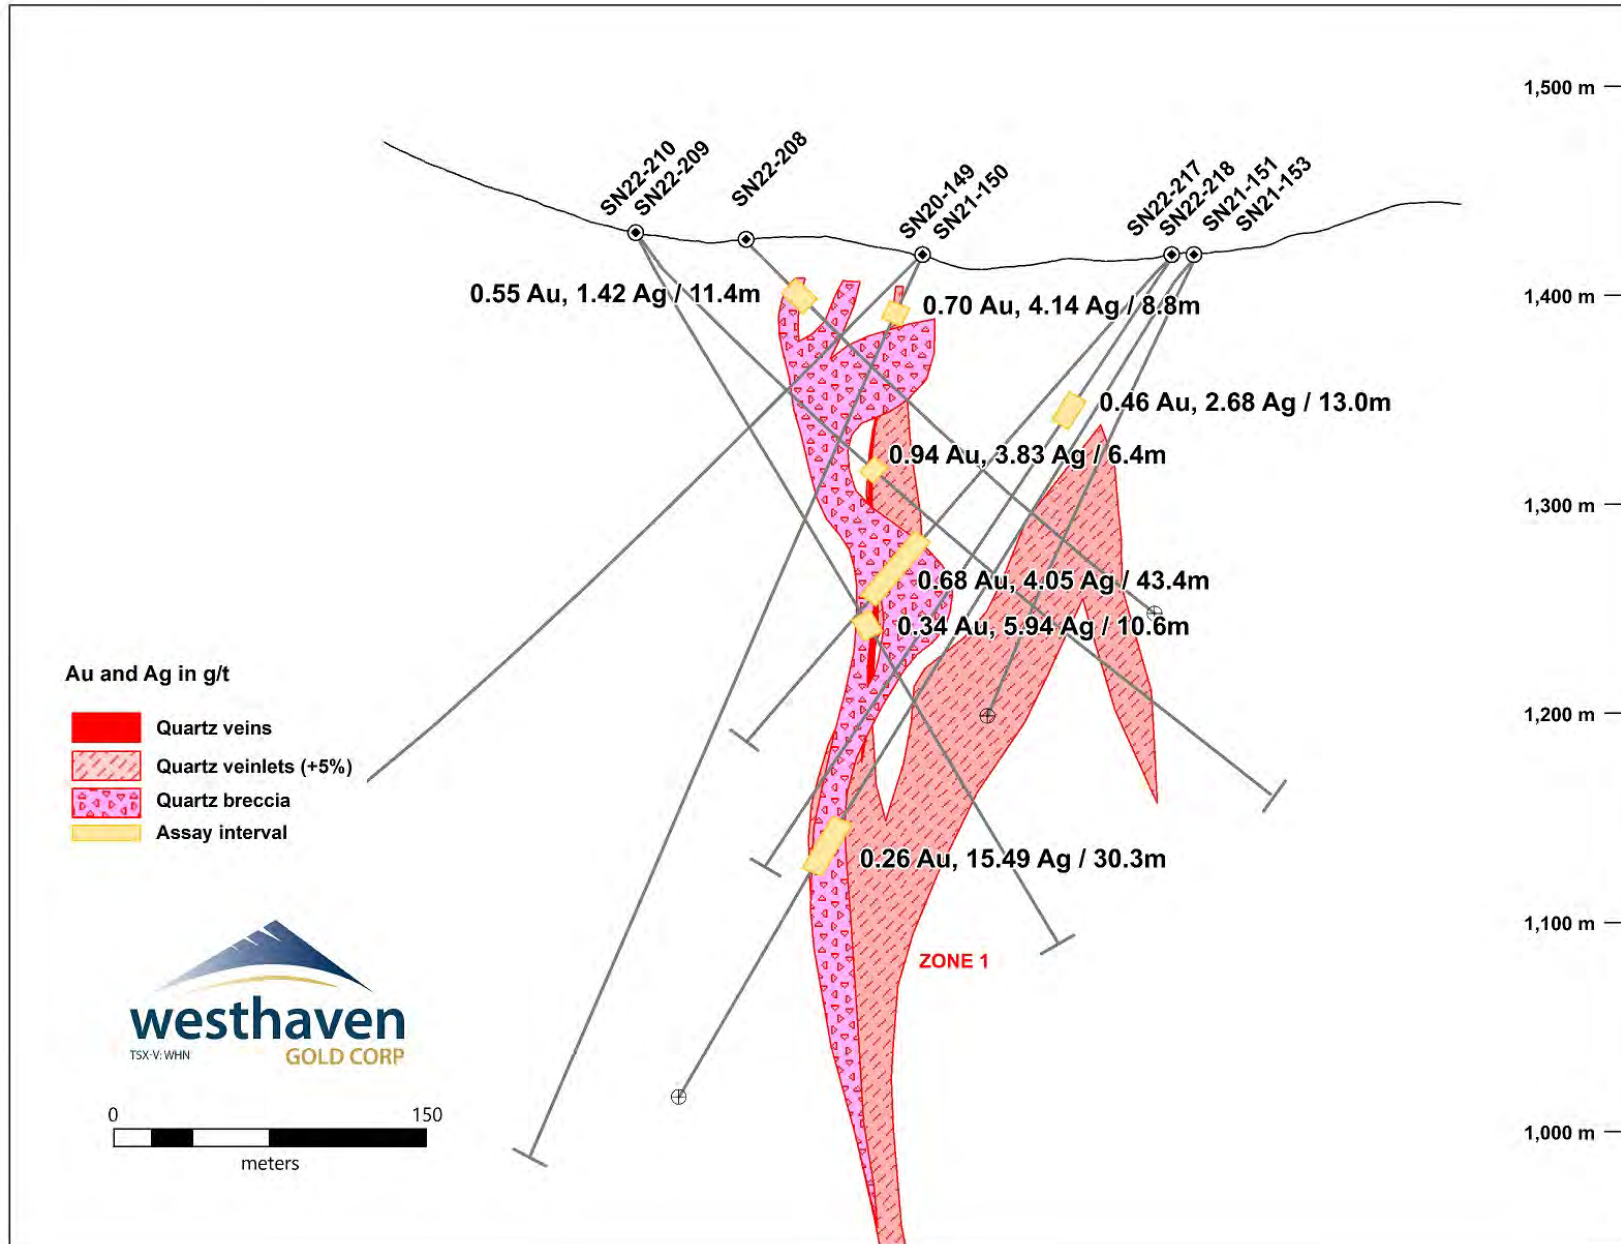 1,500 m
SN22-210
SN22-209
SN22-208
SN20-149
SN21-150
SN22-217
SN22-218
SN21-151
SN21-153
0.55 Au, 1.42 Ag / 11.4m
1,400 m
0.70 Au, 4.14 Ag / 8.8m
0.46 Au, 2.68 Ag / 13.0m
0.94 Au, 3.83 Ag / 6.4m
1,300 m
0.68 Au, 4.05 Ag / 43.4m
0.34 Au, 5.94 Ag / 10.6m
Au and Ag in g/t
1,200 m
Quartz veins
Quartz veinlets (+5%)
Quartz breccia
Assay interval
0.26 Au, 15.49 Ag / 30.3m
1,100 m
ZONE 1
westhaven
TSX-V: WHN
GOLD CORP
0 150
meters
1,000 m